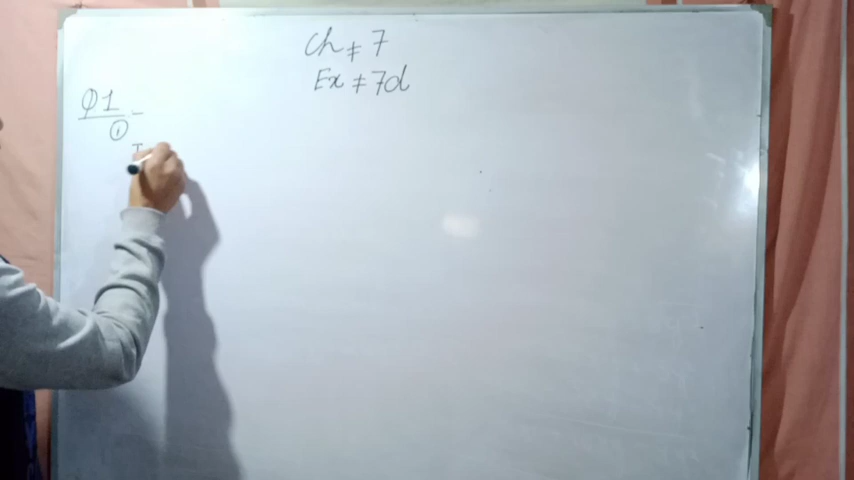 Ch ≠ 7
Ex ≠ 7d
Q1 -
①